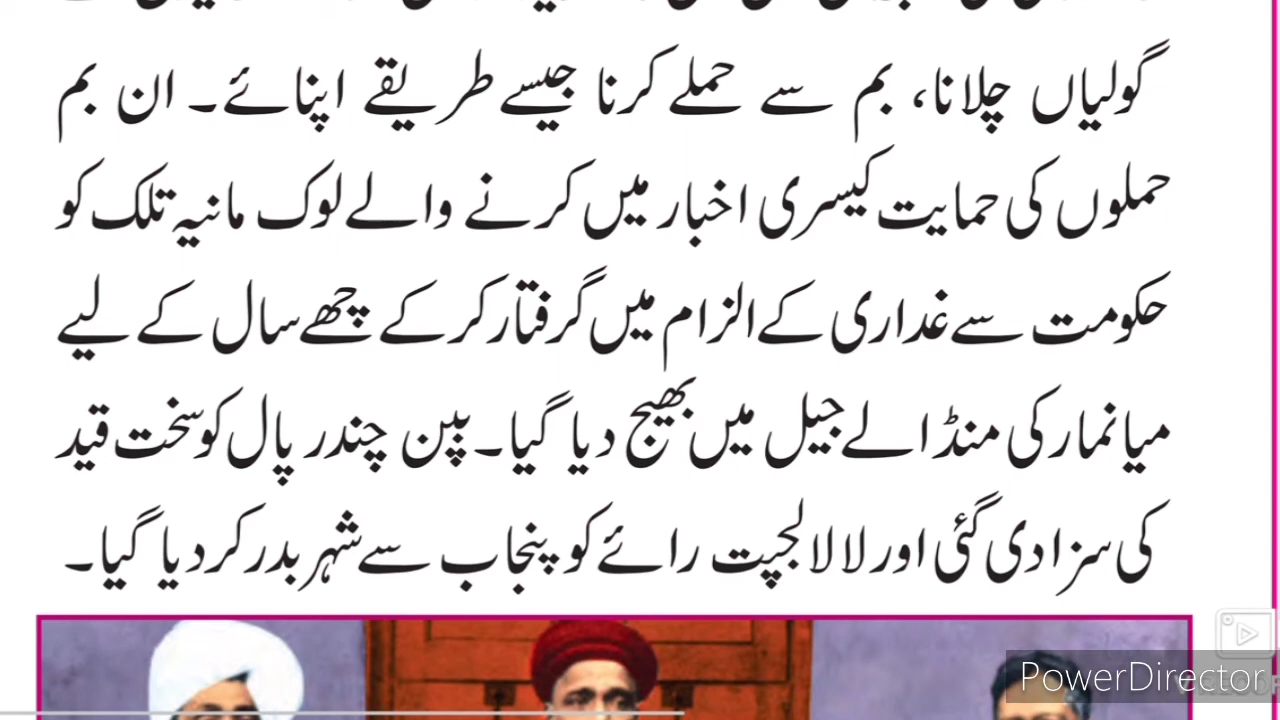 گولیاں چلانا، بم سے حملے کرنا جیسے طریقے اپنائے۔ ان بم
حملوں کی حمایت کیسری اخبار میں کرنے والے لوک مانیہ تلک کو
حکومت سے غداری کے الزام میں گرفتار کر کے چھے سال کے لیے
میانمار کی منڈالے جیل میں بھیج دیا گیا۔ بپن چندر پال کو سخت قید
کی سزا دی گئی اور لالا لجپت رائے کو پنجاب سے شہر بدر کر دیا گیا۔
PowerDirector